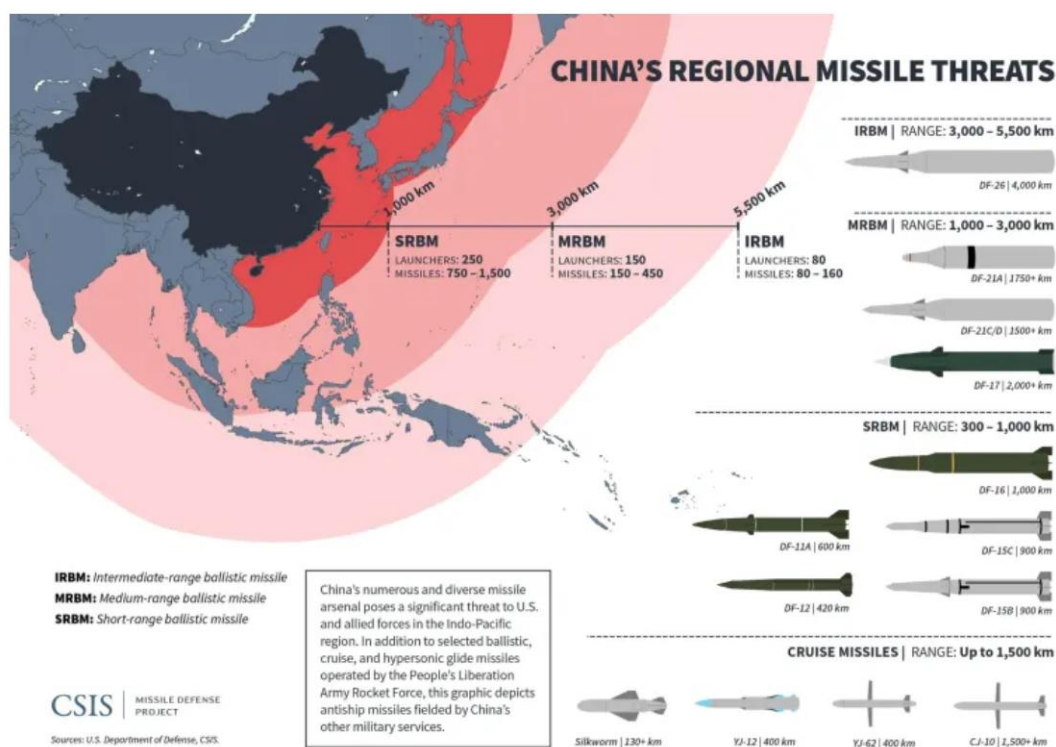 CHINA'S REGIONAL MISSILE THREATS
IRBM | RANGE: 3,000 – 5,500 km
DF-26 | 4,000 km
MRBM | RANGE: 1,000 – 3,000 km
DF-21A | 1750+ km
DF-21C/D | 1500+ km
DF-17 | 2,000+ km
1,000 km
3,000 km
5,500 km
SRBM
LAUNCHERS: 250
MISSILES: 750 – 1,500
MRBM
LAUNCHERS: 150
MISSILES: 150 – 450
IRBM
LAUNCHERS: 80
MISSILES: 80 – 160
SRBM | RANGE: 300 – 1,000 km
DF-16 | 1,000 km
DF-11A | 600 km
DF-15C | 900 km
DF-12 | 420 km
DF-15B | 900 km
CRUISE MISSILES | RANGE: Up to 1,500 km
Silkworm | 130+ km
YJ-12 | 400 km
YJ-62 | 400 km
CJ-10 | 1,500+ km
IRBM: Intermediate-range ballistic missile
MRBM: Medium-range ballistic missile
SRBM: Short-range ballistic missile
China's numerous and diverse missile
arsenal poses a significant threat to U.S.
and allied forces in the Indo-Pacific
region. In addition to selected ballistic,
cruise, and hypersonic glide missiles
operated by the People's Liberation
Army Rocket Force, this graphic depicts
antiship missiles fielded by China's
other military services.
CSIS | MISSILE DEFENSE
PROJECT
Sources: U.S. Department of Defense, CSIS.